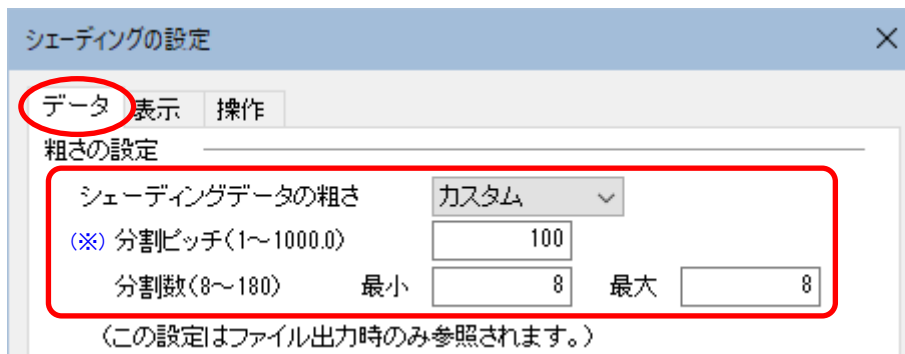 シェーディングの設定
データ 表示 操作
粗さの設定
シェーディングデータの粗さ カスタム
(※) 分割ピッチ(1～1000.0) 100
分割数(8～180) 最小 8 最大 8
(この設定はファイル出力時のみ参照されます。)